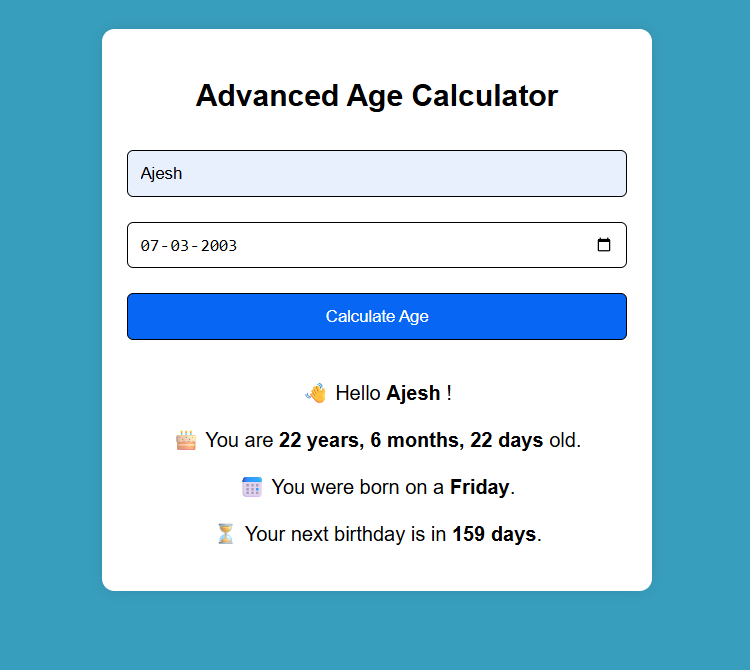 Advanced Age Calculator
Ajesh
07-03-2003
Calculate Age
👋 Hello Ajesh !
🎂 You are 22 years, 6 months, 22 days old.
📅 You were born on a Friday.
⏳ Your next birthday is in 159 days.